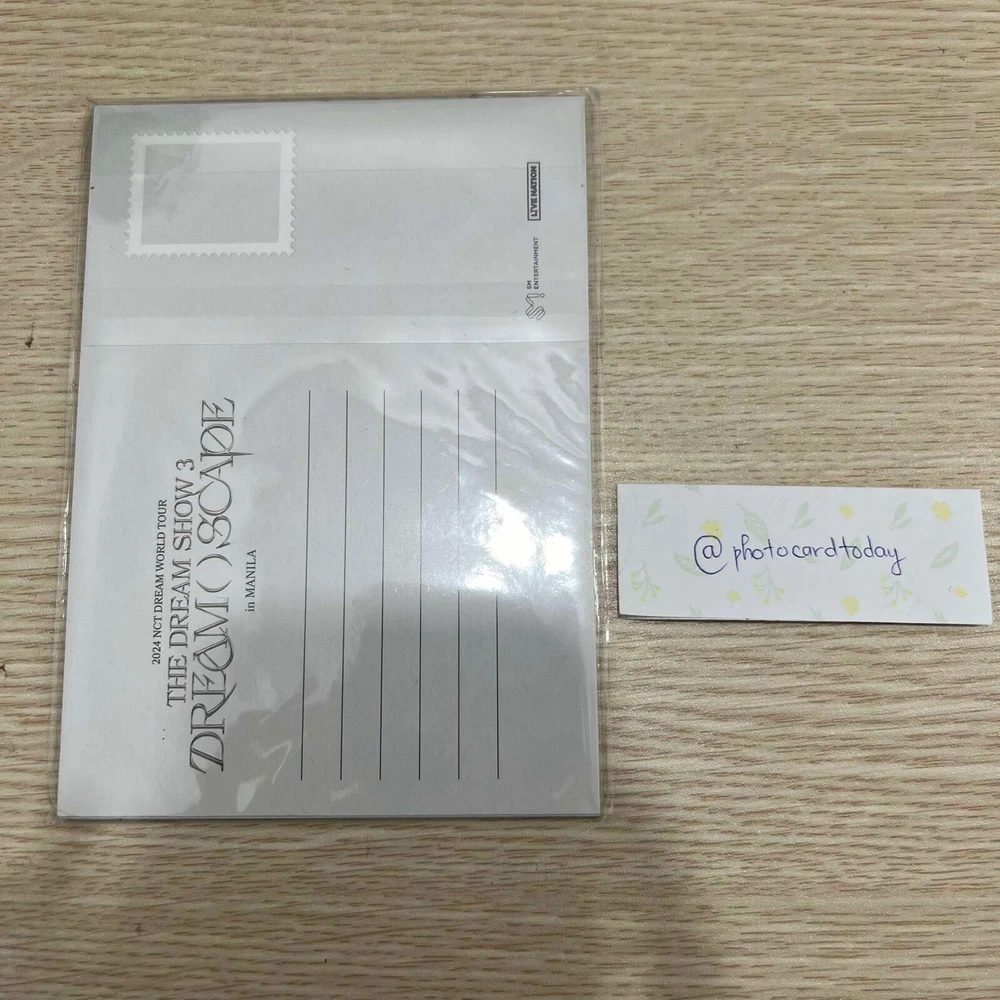 2024 NCT DREAM WORLD TOUR
THE DREAM SHOW 3
DREAM( )SCAPE
in MANILA
SM
ENTERTAINMENT
LIVE NATION
@photocardtoday